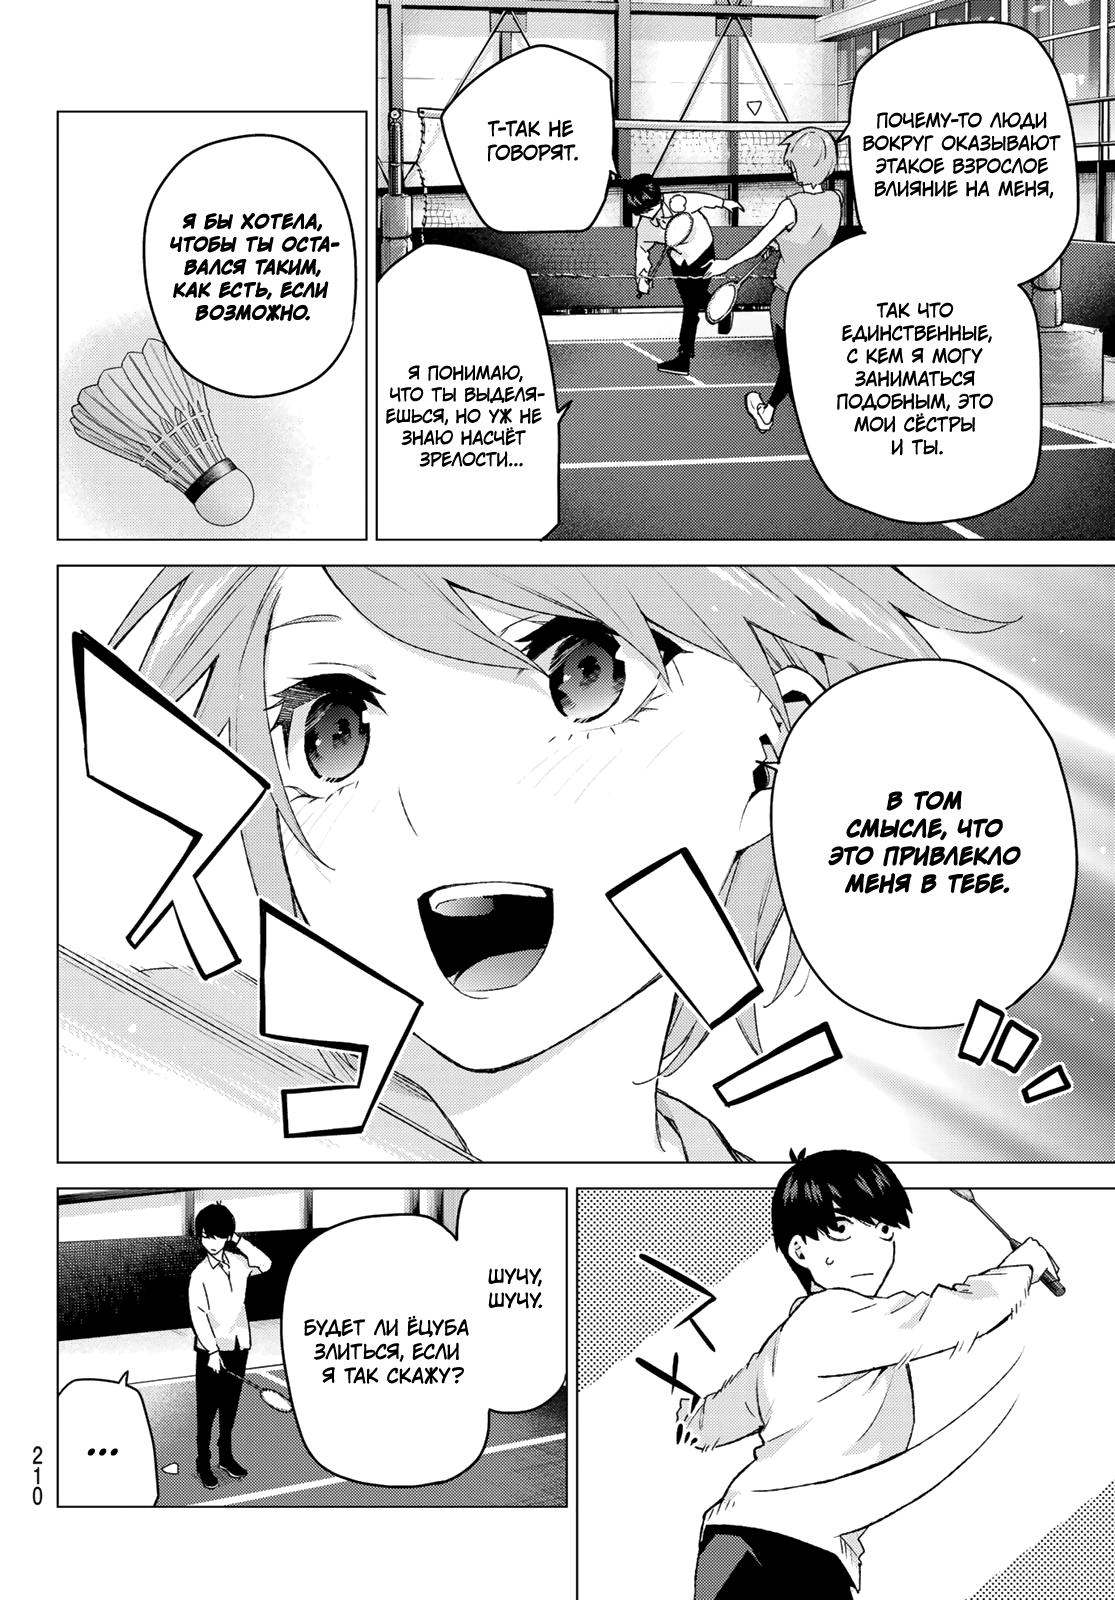 ПОЧЕМУ-ТО ЛЮДИ
ВОКРУГ ОКАЗЫВАЮТ
ЭТАКОЕ ВЗРОСЛОЕ
ВЛИЯНИЕ НА МЕНЯ,
ТАК ЧТО
ЕДИНСТВЕННЫЕ,
С КЕМ Я МОГУ
ЗАНИМАТЬСЯ
ПОДОБНЫМ, ЭТО
МОИ СЁСТРЫ
И ТЫ.
Т-ТАК НЕ
ГОВОРЯТ.
Я ПОНИМАЮ,
ЧТО ТЫ ВЫДЕЛЯ-
ЕШЬСЯ, НО УЖ НЕ
ЗНАЮ НАСЧЁТ
ЗРЕЛОСТИ...
Я БЫ ХОТЕЛА,
ЧТОБЫ ТЫ ОСТА-
ВАЛСЯ ТАКИМ,
КАК ЕСТЬ, ЕСЛИ
ВОЗМОЖНО.
В ТОМ
СМЫСЛЕ, ЧТО
ЭТО ПРИВЛЕКЛО
МЕНЯ В ТЕБЕ.
ШУЧУ,
ШУЧУ.
БУДЕТ ЛИ ЁЦУБА
ЗЛИТЬСЯ, ЕСЛИ
Я ТАК СКАЖУ?
...
210